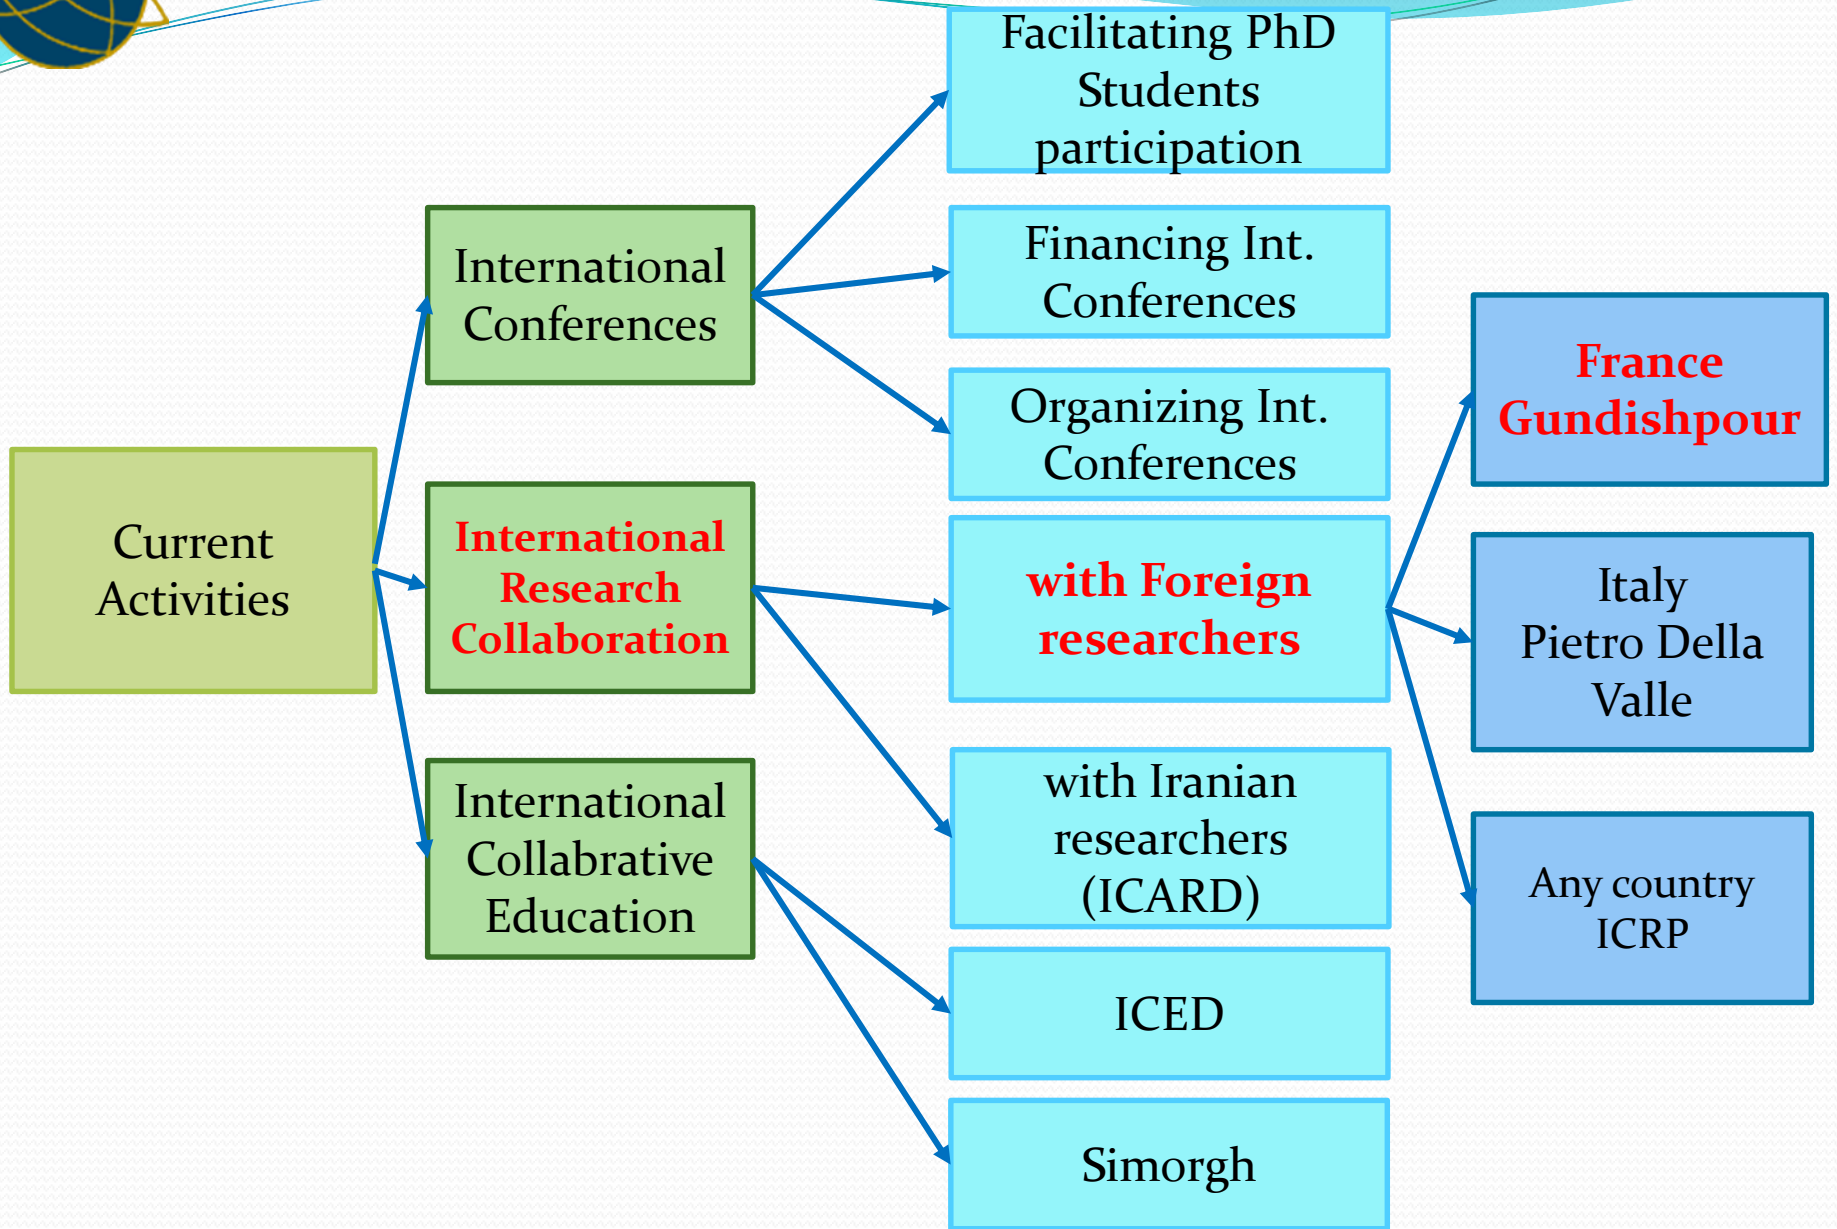 Current
Activities
International
Conferences
International
Research
Collaboration
International
Collabrative
Education
Facilitating PhD
Students
participation
Financing Int.
Conferences
Organizing Int.
Conferences
with Foreign
researchers
with Iranian
researchers
(ICARD)
ICED
Simorgh
France
Gundishpour
Italy
Pietro Della
Valle
Any country
ICRP